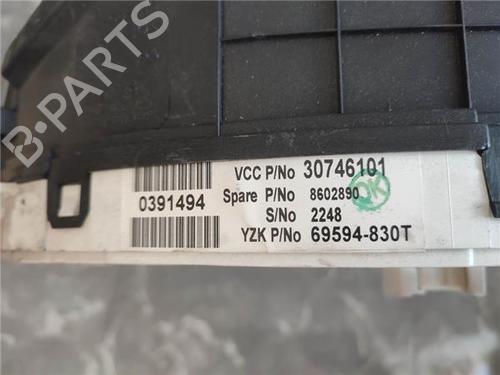 VCC P/No 30746101
Spare P/No 8602890
OK
S/No 2248
YZK P/No 69594-830T
0391494
B-PARTS